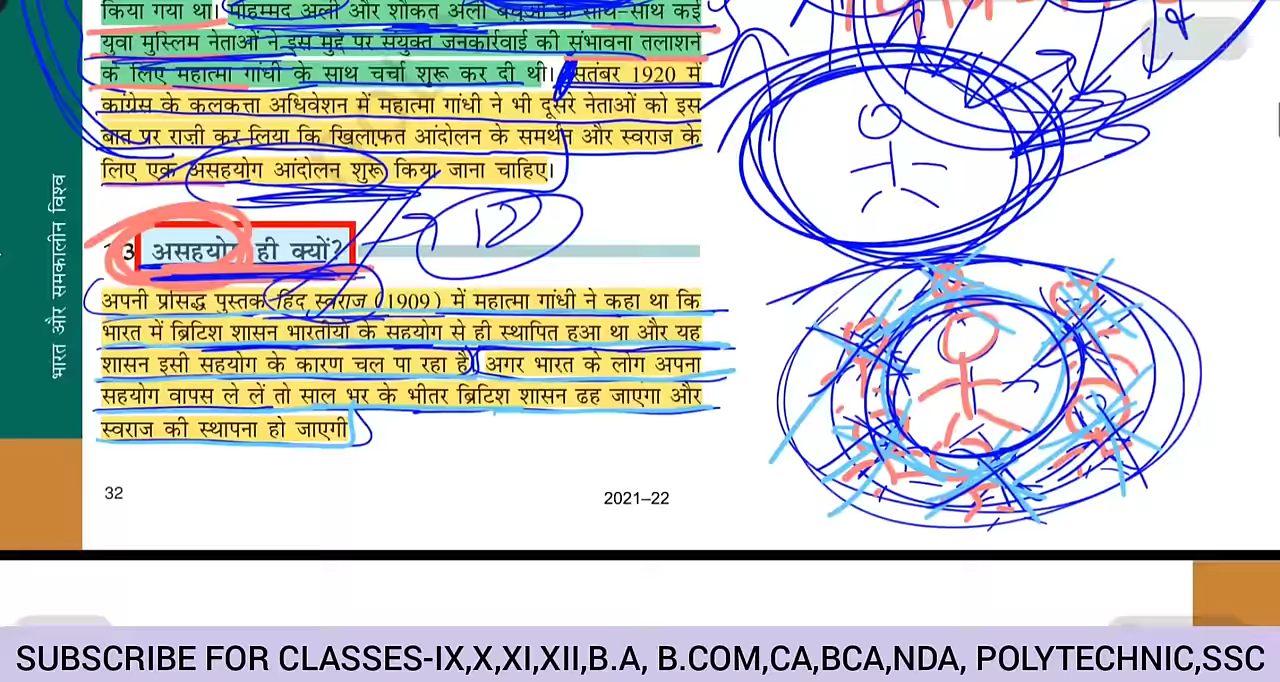 किया गया था। मोहम्मद अली और शौकत अली बंधुओं के साथ-साथ कई
युवा मुस्लिम नेताओं ने इस मुद्दे पर संयुक्त जनकार्रवाई की संभावना तलाशने
के लिए महात्मा गांधी के साथ चर्चा शुरू कर दी थी। सितंबर 1920 में
कांग्रेस के कलकत्ता अधिवेशन में महात्मा गांधी ने भी दूसरे नेताओं को इस
बात पर राज़ी कर लिया कि खिलाफ़त आंदोलन के समर्थन और स्वराज के
लिए एक असहयोग आंदोलन शुरू किया जाना चाहिए।
3 असहयोग ही क्यों?
अपनी प्रसिद्ध पुस्तक हिंद स्वराज (1909) में महात्मा गांधी ने कहा था कि
भारत में ब्रिटिश शासन भारतीयों के सहयोग से ही स्थापित हुआ था और यह
शासन इसी सहयोग के कारण चल पा रहा है। अगर भारत के लोग अपना
सहयोग वापस ले लें तो साल भर के भीतर ब्रिटिश शासन ढह जाएगा और
स्वराज की स्थापना हो जाएगी
भारत और समकालीन विश्व
32
2021–22
SUBSCRIBE FOR CLASSES-IX,X,XI,XII,B.A, B.COM,CA,BCA,NDA, POLYTECHNIC,SSC